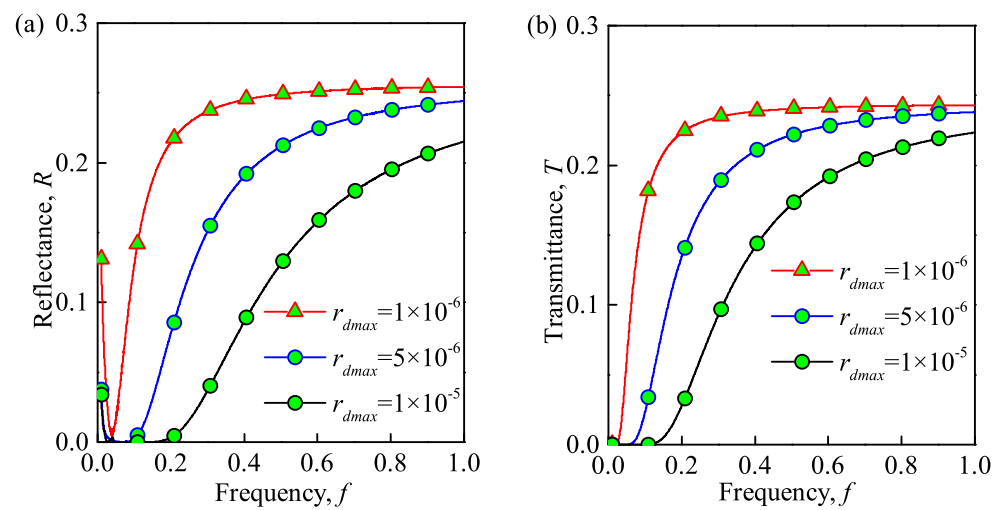 (a)
0.3
0.2
0.1
0.0
Reflectance, R
r_dmax=1×10^-6
r_dmax=5×10^-6
r_dmax=1×10^-5
0.0 0.2 0.4 0.6 0.8 1.0
Frequency, f
(b)
0.3
0.2
0.1
0.0
Transmittance, T
r_dmax=1×10^-6
r_dmax=5×10^-6
r_dmax=1×10^-5
0.0 0.2 0.4 0.6 0.8 1.0
Frequency, f